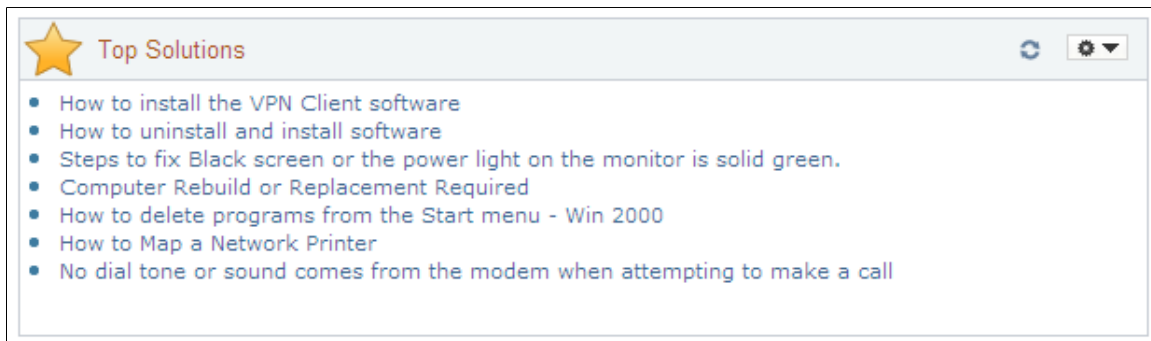 Top Solutions
How to install the VPN Client software
How to uninstall and install software
Steps to fix Black screen or the power light on the monitor is solid green.
Computer Rebuild or Replacement Required
How to delete programs from the Start menu - Win 2000
How to Map a Network Printer
No dial tone or sound comes from the modem when attempting to make a call